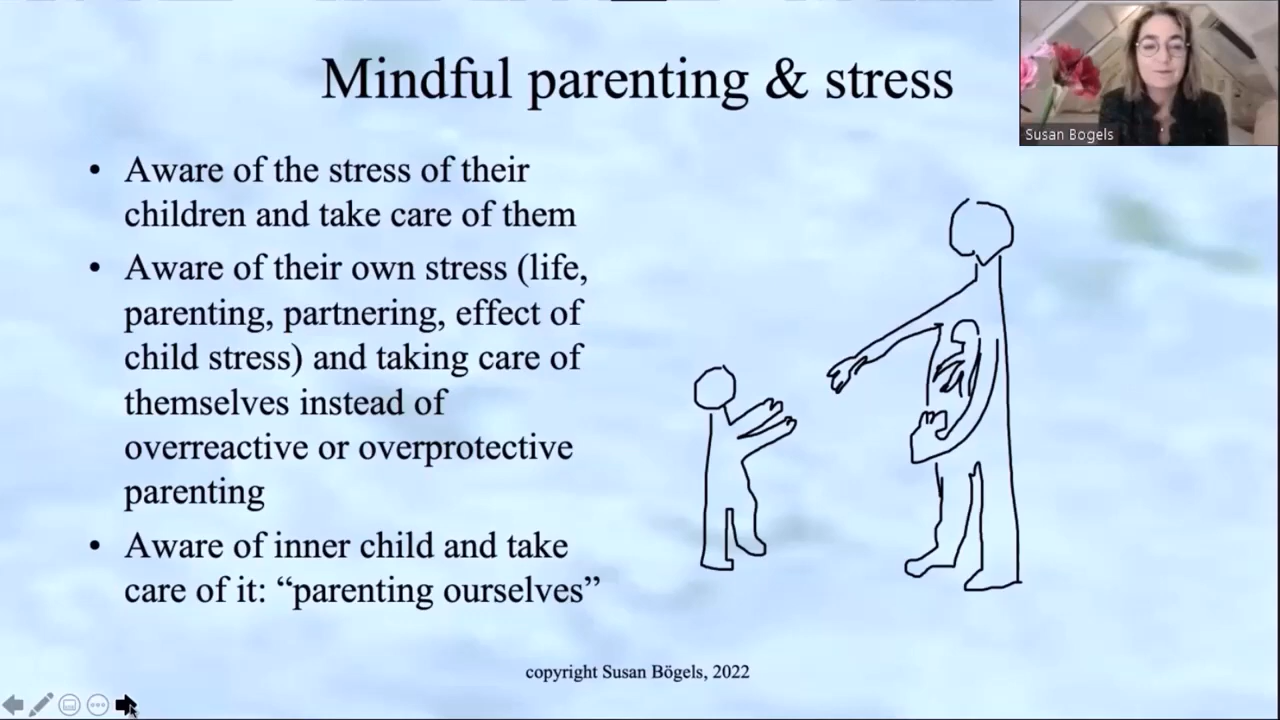 Mindful parenting & stress
Susan Bogels
• Aware of the stress of their
children and take care of them
• Aware of their own stress (life,
parenting, partnering, effect of
child stress) and taking care of
themselves instead of
overreactive or overprotective
parenting
• Aware of inner child and take
care of it: “parenting ourselves”
copyright Susan Bögels, 2022